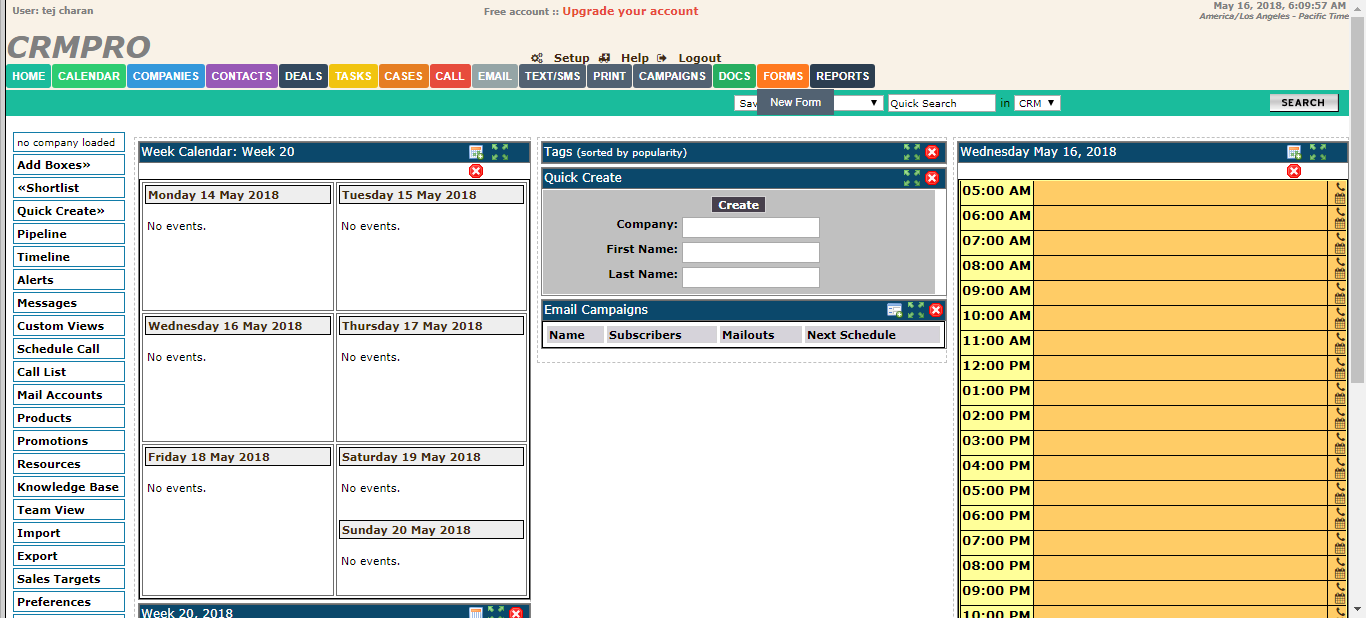 User: tej charan
Free account :: Upgrade your account
May 16, 2018, 6:09:57 AM
America/Los Angeles - Pacific Time
CRMPRO
Setup Help Logout
HOME CALENDAR COMPANIES CONTACTS DEALS TASKS CASES CALL EMAIL TEXT/SMS PRINT CAMPAIGNS DOCS FORMS REPORTS
Sav New Form Quick Search in CRM SEARCH
no company loaded
Add Boxes»
«Shortlist
Quick Create»
Pipeline
Timeline
Alerts
Messages
Custom Views
Schedule Call
Call List
Mail Accounts
Products
Promotions
Resources
Knowledge Base
Team View
Import
Export
Sales Targets
Preferences
Week Calendar: Week 20
Monday 14 May 2018
No events.
Tuesday 15 May 2018
No events.
Wednesday 16 May 2018
No events.
Thursday 17 May 2018
No events.
Friday 18 May 2018
No events.
Saturday 19 May 2018
No events.
Sunday 20 May 2018
No events.
Week 20, 2018
Tags (sorted by popularity)
Quick Create
Create
Company:
First Name:
Last Name:
Email Campaigns
Name Subscribers Mailouts Next Schedule
Wednesday May 16, 2018
05:00 AM
06:00 AM
07:00 AM
08:00 AM
09:00 AM
10:00 AM
11:00 AM
12:00 PM
01:00 PM
02:00 PM
03:00 PM
04:00 PM
05:00 PM
06:00 PM
07:00 PM
08:00 PM
09:00 PM
10:00 PM